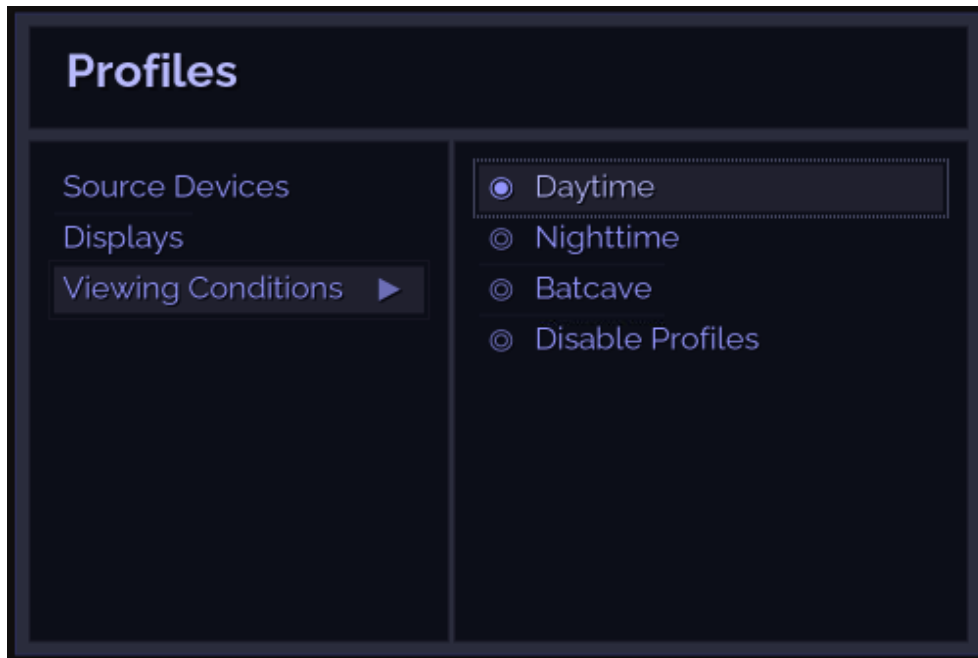 Profiles
Source Devices
Displays
Viewing Conditions
Daytime
Nighttime
Batcave
Disable Profiles